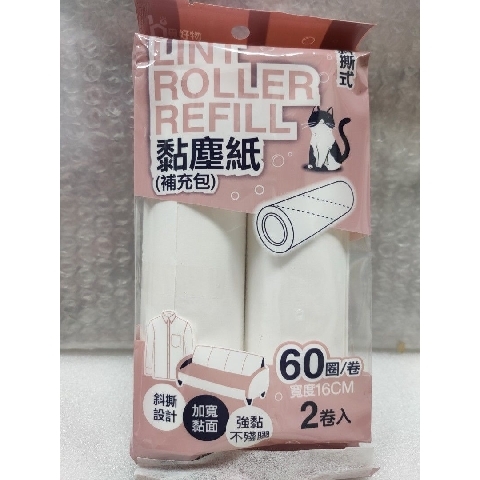 好物
LINT
ROLLER
REFILL
斜撕式
黏塵紙
(補充包)
60圈/卷
寬度16CM
2卷入
斜撕
設計
加寬
黏面
強黏
不殘膠